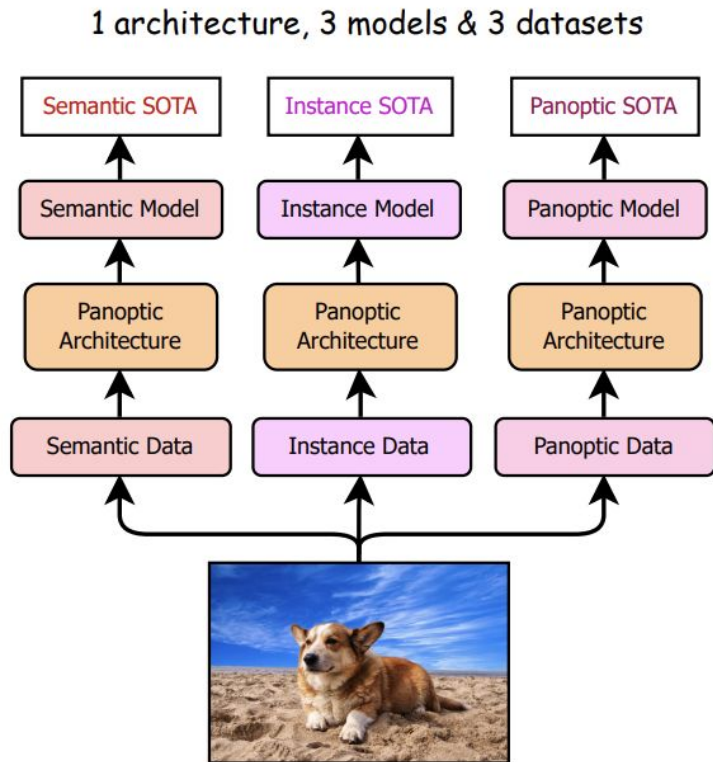 1 architecture, 3 models & 3 datasets
Semantic SOTA
Instance SOTA
Panoptic SOTA
Semantic Model
Instance Model
Panoptic Model
Panoptic
Architecture
Panoptic
Architecture
Panoptic
Architecture
Semantic Data
Instance Data
Panoptic Data